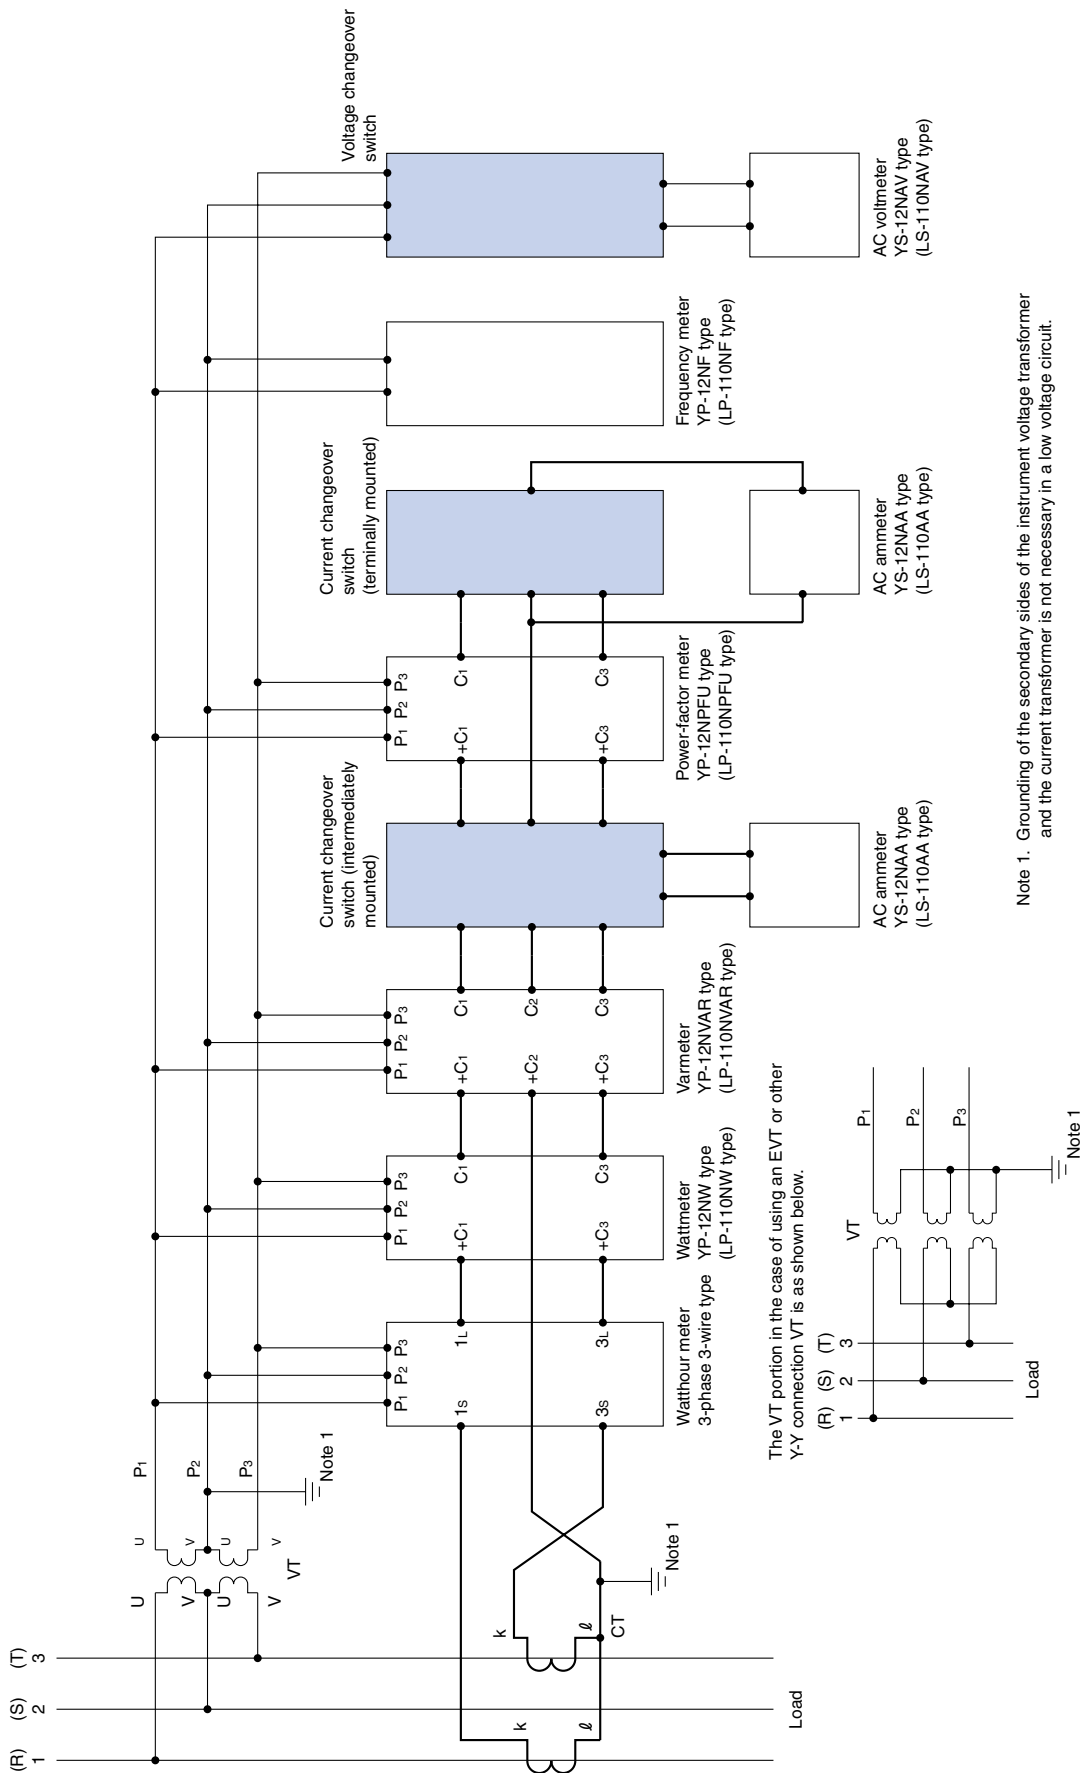 (R) (S) (T)
1 2 3
U
V
U
V
U
V
U
V
VT
P1
P2
P3
Note 1
k
ℓ
k
ℓ
CT
Note 1
Load
P1 P2 P3
1S
1L
3S
3L
Watthour meter
3-phase 3-wire type
P1 P2 P3
+C1
C1
+C3
C3
Wattmeter
YP-12NW type
(LP-110NW type)
P1 P2 P3
+C1
C1
+C2
C2
+C3
C3
Varmeter
YP-12NVAR type
(LP-110NVAR type)
Current changeover
switch (intermediately
mounted)
AC ammeter
YS-12NAA type
(LS-110AA type)
P1 P2 P3
+C1
C1
+C3
C3
Power-factor meter
YP-12NPFU type
(LP-110NPFU type)
Current changeover
switch
(terminally mounted)
AC ammeter
YS-12NAA type
(LS-110AA type)
Frequency meter
YP-12NF type
(LP-110NF type)
Voltage changeover
switch
AC voltmeter
YS-12NAV type
(LS-110NAV type)
The VT portion in the case of using an EVT or other
Y-Y connection VT is as shown below.
(R) (S) (T)
1 2 3
VT
P1
P2
P3
Load
Note 1
Note 1. Grounding of the secondary sides of the instrument voltage transformer
and the current transformer is not necessary in a low voltage circuit.